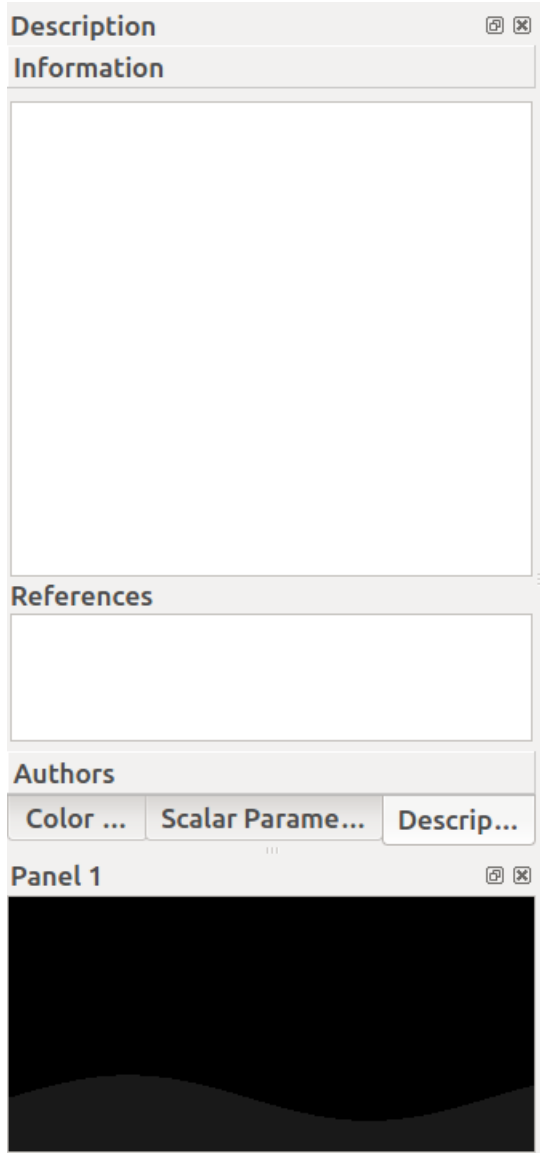 Description
Information
References
Authors
Color ... Scalar Parame... Descrip...
Panel 1